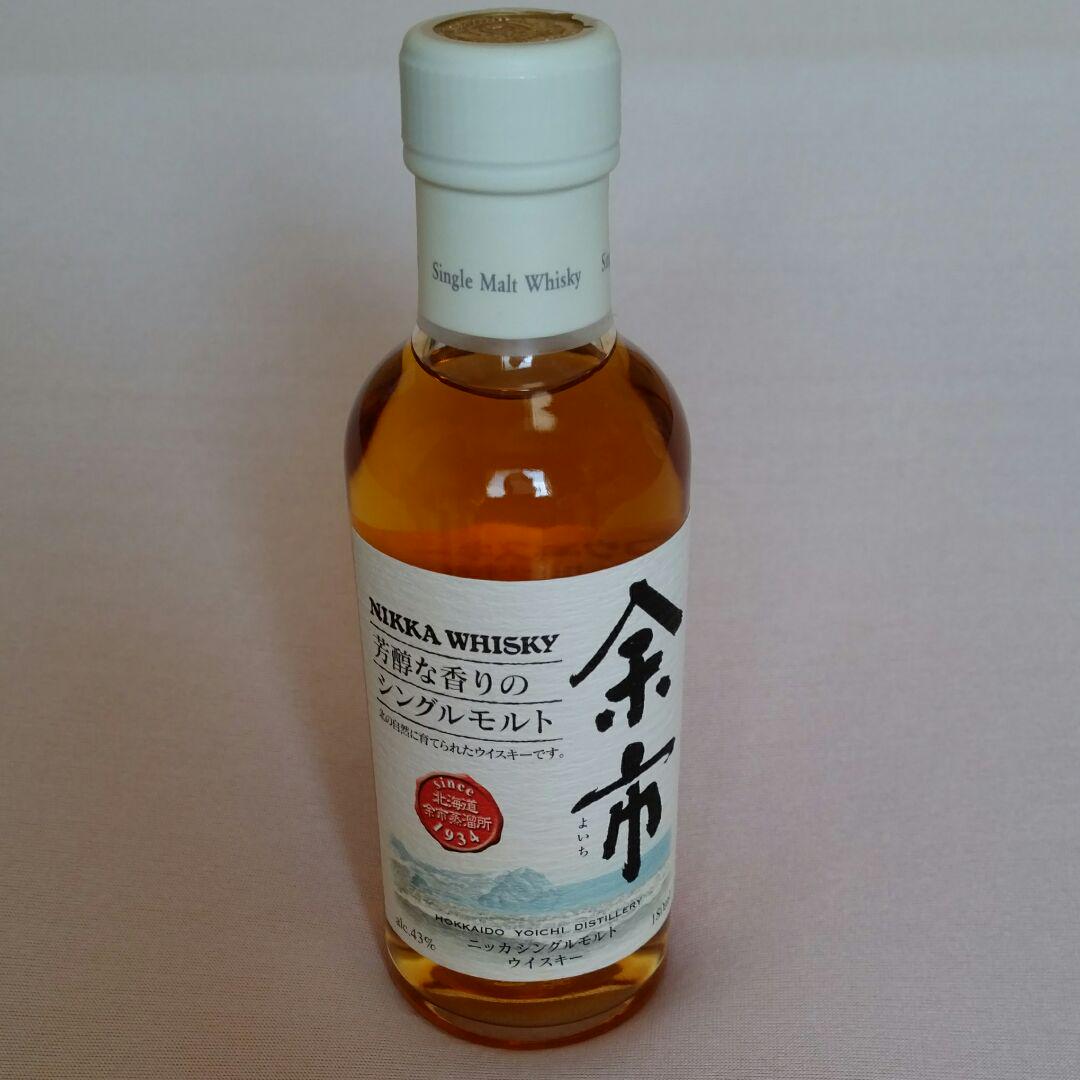 Single Malt Whisky
NIKKA WHISKY
芳醇な香りの
シングルモルト
北の自然に育てられたウイスキーです。
余市
よいち
since
北海道
余市蒸溜所
1934
HOKKAIDO YOICHI DISTILLERY
alc.43%
ニッカシングルモルト
ウイスキー